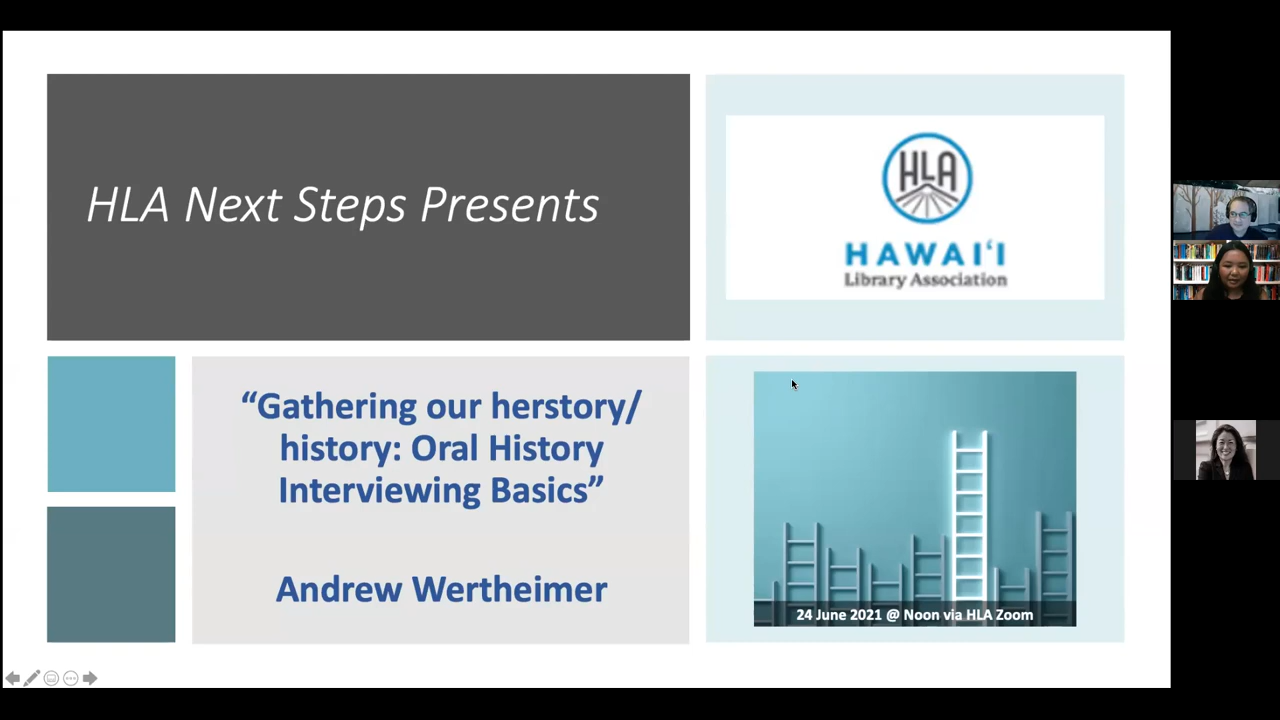 HLA Next Steps Presents
HLA
HAWAIʻI
Library Association
“Gathering our herstory/
history: Oral History
Interviewing Basics”
Andrew Wertheimer
24 June 2021 @ Noon via HLA Zoom